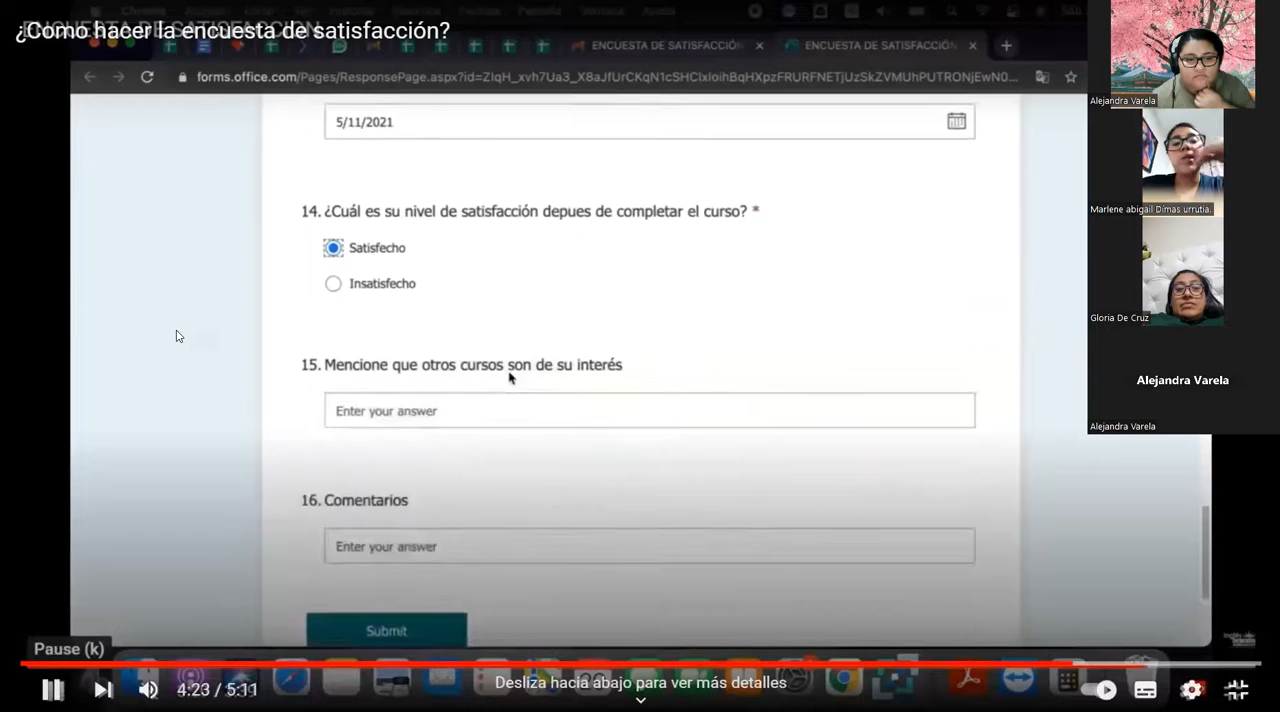 ¿Como hacer la encuesta de satisfacción?
ENCUESTA DE SATISFACCIÓN
ENCUESTA DE SATISFACCIÓN
forms.office.com/Pages/ResponsePage.aspx?id=ZIqH_xvh7Ua3_X8aJfUrCKqN1cSHCIxIoihBqHXpzFRURFNETjUzSkZVMUhPUTRONjEwN0...
5/11/2021
14. ¿Cuál es su nivel de satisfacción depues de completar el curso? *
Satisfecho
Insatisfecho
15. Mencione que otros cursos son de su interés
Enter your answer
16. Comentarios
Enter your answer
Submit
Pause (k)
4:23 / 5:11
Desliza hacia abajo para ver más detalles
Alejandra Varela
Marlene abigail Dimas urrutia.
Gloria De Cruz
Alejandra Varela
Alejandra Varela